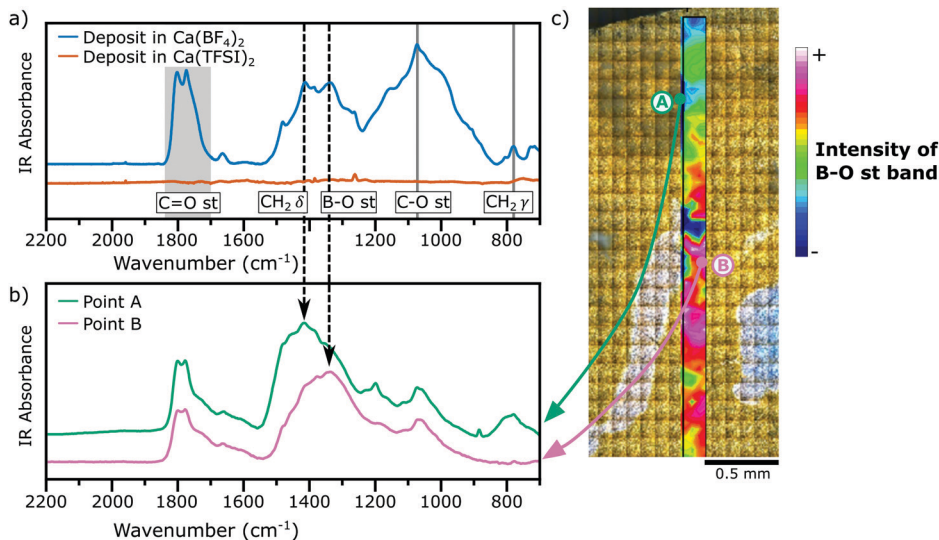 a)
Deposit in Ca(BF4)2
Deposit in Ca(TFSI)2
IR Absorbance
C=O st
CH2 δ
B-O st
C-O st
CH2 γ
2200 2000 1800 1600 1400 1200 1000 800
Wavenumber (cm-1)
b)
Point A
Point B
IR Absorbance
2200 2000 1800 1600 1400 1200 1000 800
Wavenumber (cm-1)
c)
A
B
0.5 mm
+
Intensity of
B-O st band
-